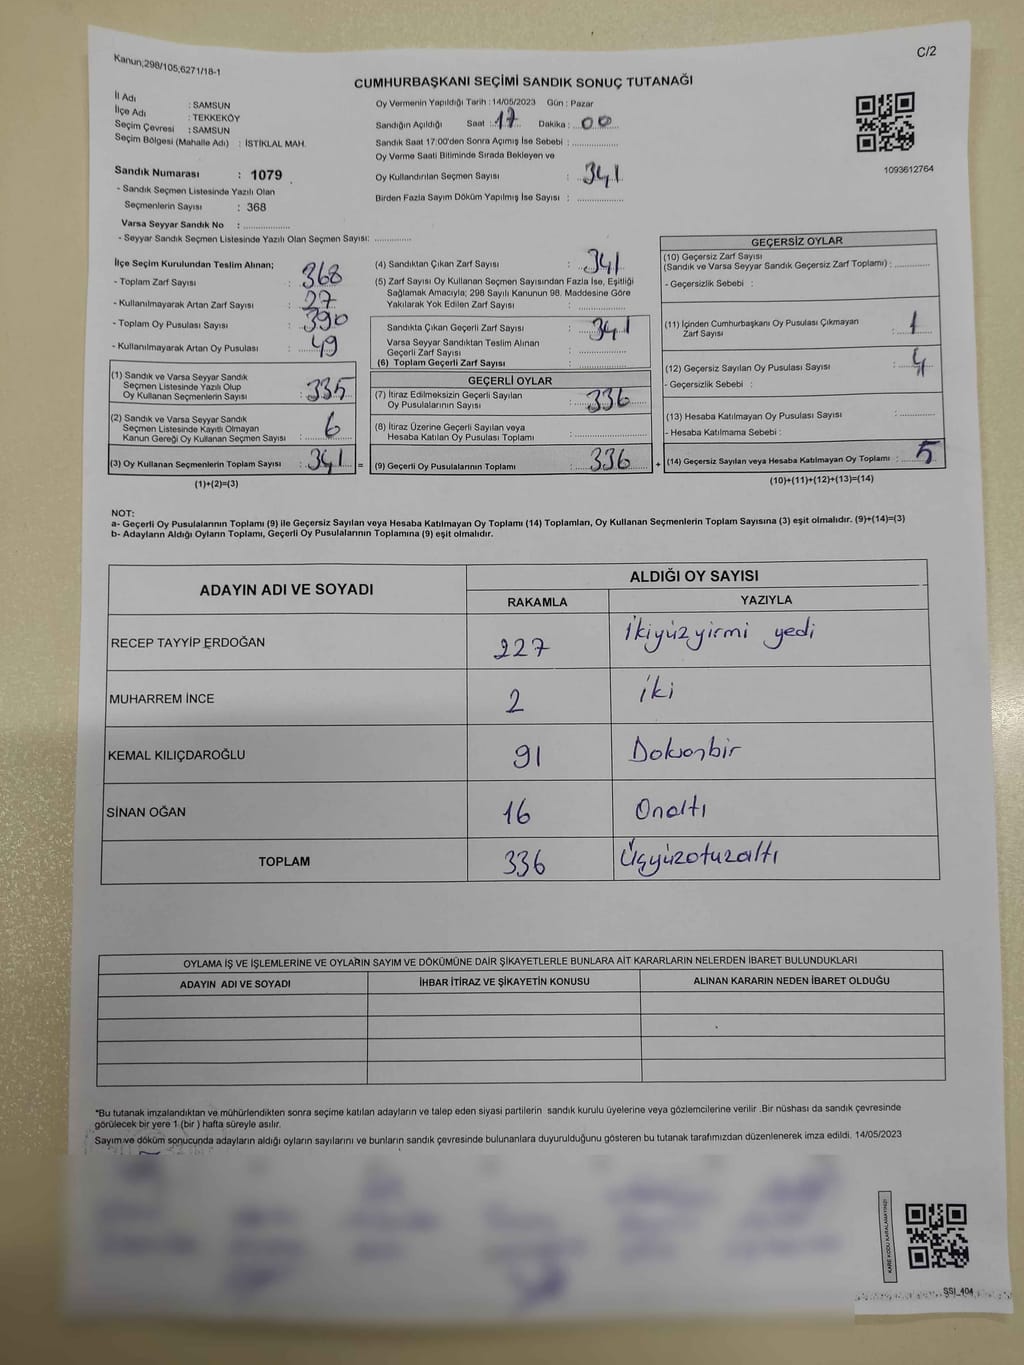 Kanun;298/105,6271/18-1
C/2
CUMHURBAŞKANI SEÇİMİ SANDIK SONUÇ TUTANAĞI
İl Adı : SAMSUN
İlçe Adı : TEKKEKÖY
Seçim Çevresi : SAMSUN
Seçim Bölgesi (Mahalle Adı) : İSTİKLAL MAH.
Sandık Numarası : 1079
- Sandık Seçmen Listesinde Yazılı Olan
Seçmenlerin Sayısı : 368
Varsa Seyyar Sandık No : ................
- Seyyar Sandık Seçmen Listesinde Yazılı Olan Seçmen Sayısı: .............
Oy Vermenin Yapıldığı Tarih : 14/05/2023 Gün : Pazar
Sandığın Açıldığı Saat : 17 Dakika : 00
Sandık Saat 17:00'den Sonra Açımış İse Sebebi : ................
Oy Verme Saati Bitiminde Sırada Bekleyen ve
Oy Kullandırılan Seçmen Sayısı : 341
Birden Fazla Sayım Döküm Yapılmış İse Sayısı : ................
1093612764
İlçe Seçim Kurulundan Teslim Alınan;
- Toplam Zarf Sayısı : 368
- Kullanılmayarak Artan Zarf Sayısı : 27
- Toplam Oy Pusulası Sayısı : 390
- Kullanılmayarak Artan Oy Pusulası : 49
(1) Sandık ve Varsa Seyyar Sandık
Seçmen Listesinde Yazılı Olup
Oy Kullanan Seçmenlerin Sayısı : 335
(2) Sandık ve Varsa Seyyar Sandık
Seçmen Listesinde Kayıtlı Olmayan
Kanun Gereği Oy Kullanan Seçmen Sayısı : 6
(3) Oy Kullanan Seçmenlerin Toplam Sayısı : 341 =
(1)+(2)=(3)
(4) Sandıktan Çıkan Zarf Sayısı : 341
(5) Zarf Sayısı Oy Kullanan Seçmen Sayısından Fazla İse, Eşitliği
Sağlamak Amacıyla; 298 Sayılı Kanunun 98. Maddesine Göre
Yakılarak Yok Edilen Zarf Sayısı : ................
Sandıkta Çıkan Geçerli Zarf Sayısı : 341
Varsa Seyyar Sandıktan Teslim Alınan
Geçerli Zarf Sayısı : ................
(6) Toplam Geçerli Zarf Sayısı : ................
GEÇERLİ OYLAR
(7) İtiraz Edilmeksizin Geçerli Sayılan
Oy Pusulalarının Sayısı : 336
(8) İtiraz Üzerine Geçerli Sayılan veya
Hesaba Katılan Oy Pusulası Toplamı : ................
(9) Geçerli Oy Pusulalarının Toplamı : 336 +
GEÇERSİZ OYLAR
(10) Geçersiz Zarf Sayısı
(Sandık ve Varsa Seyyar Sandık Geçersiz Zarf Toplamı) : ............
- Geçersizlik Sebebi :
(11) İçinden Cumhurbaşkanı Oy Pusulası Çıkmayan
Zarf Sayısı : 1
(12) Geçersiz Sayılan Oy Pusulası Sayısı : 4
- Geçersizlik Sebebi :
(13) Hesaba Katılmayan Oy Pusulası Sayısı : ............
- Hesaba Katılmama Sebebi :
(14) Geçersiz Sayılan veya Hesaba Katılmayan Oy Toplamı : 5
(10)+(11)+(12)+(13)=(14)
NOT:
a- Geçerli Oy Pusulalarının Toplamı (9) ile Geçersiz Sayılan veya Hesaba Katılmayan Oy Toplamı (14) Toplamları, Oy Kullanan Seçmenlerin Toplam Sayısına (3) eşit olmalıdır. (9)+(14)=(3)
b- Adayların Aldığı Oyların Toplamı, Geçerli Oy Pusulalarının Toplamına (9) eşit olmalıdır.
ADAYIN ADI VE SOYADI ALDIĞI OY SAYISI
RAKAMLA YAZIYLA
RECEP TAYYİP ERDOĞAN 227 İkiyüzyirmi yedi
MUHARREM İNCE 2 iki
KEMAL KILIÇDAROĞLU 91 Doksanbir
SİNAN OĞAN 16 Onaltı
TOPLAM 336 Üçyüzotuzaltı
OYLAMA İŞ VE İŞLEMLERİNE VE OYLARIN SAYIM VE DÖKÜMÜNE DAİR ŞİKAYETLERLE BUNLARA AİT KARARLARIN NELERDEN İBARET BULUNDUKLARI
ADAYIN ADI VE SOYADI İHBAR İTİRAZ VE ŞİKAYETİN KONUSU ALINAN KARARIN NEDEN İBARET OLDUĞU
*Bu tutanak imzalandıktan ve mühürlendikten sonra seçime katılan adayların ve talep eden siyasi partilerin sandık kurulu üyelerine veya gözlemcilerine verilir .Bir nüshası da sandık çevresinde
görülecek bir yere 1 (bir ) hafta süreyle asılır.
Sayım ve döküm sonucunda adayların aldığı oyların sayılarını ve bunların sandık çevresinde bulunanlara duyurulduğunu gösteren bu tutanak tarafımızdan düzenlenerek imza edildi. 14/05/2023
KARE KODU KARALAMAYINIZ!
SSI_404